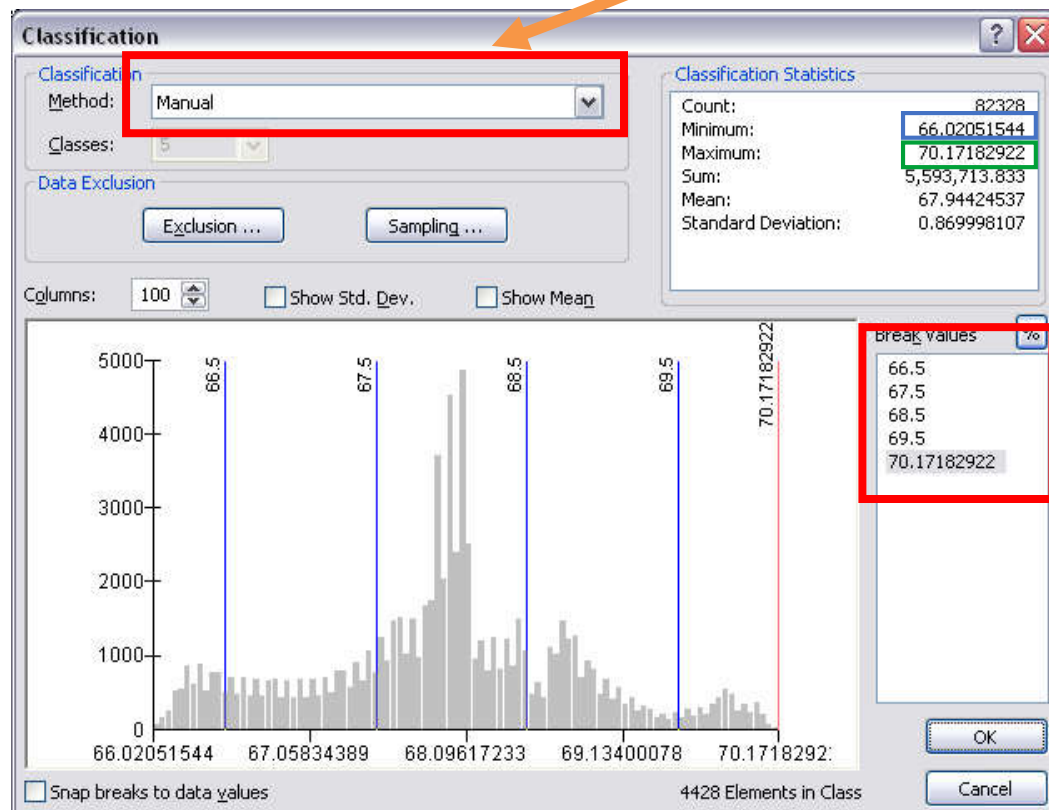 Classification
Classification
Method: Manual
Classes: 5
Data Exclusion
Exclusion ...
Sampling ...
Classification Statistics
Count: 82328
Minimum: 66.02051544
Maximum: 70.17182922
Sum: 5,593,713.833
Mean: 67.94424537
Standard Deviation: 0.869998107
Columns: 100
Show Std. Dev.
Show Mean
Break Values
%
66.5
67.5
68.5
69.5
70.17182922
5000
4000
3000
2000
1000
0
66.5
67.5
68.5
69.5
70.17182922
66.02051544 67.05834389 68.09617233 69.13400078 70.1718292
OK
Snap breaks to data values
4428 Elements in Class
Cancel